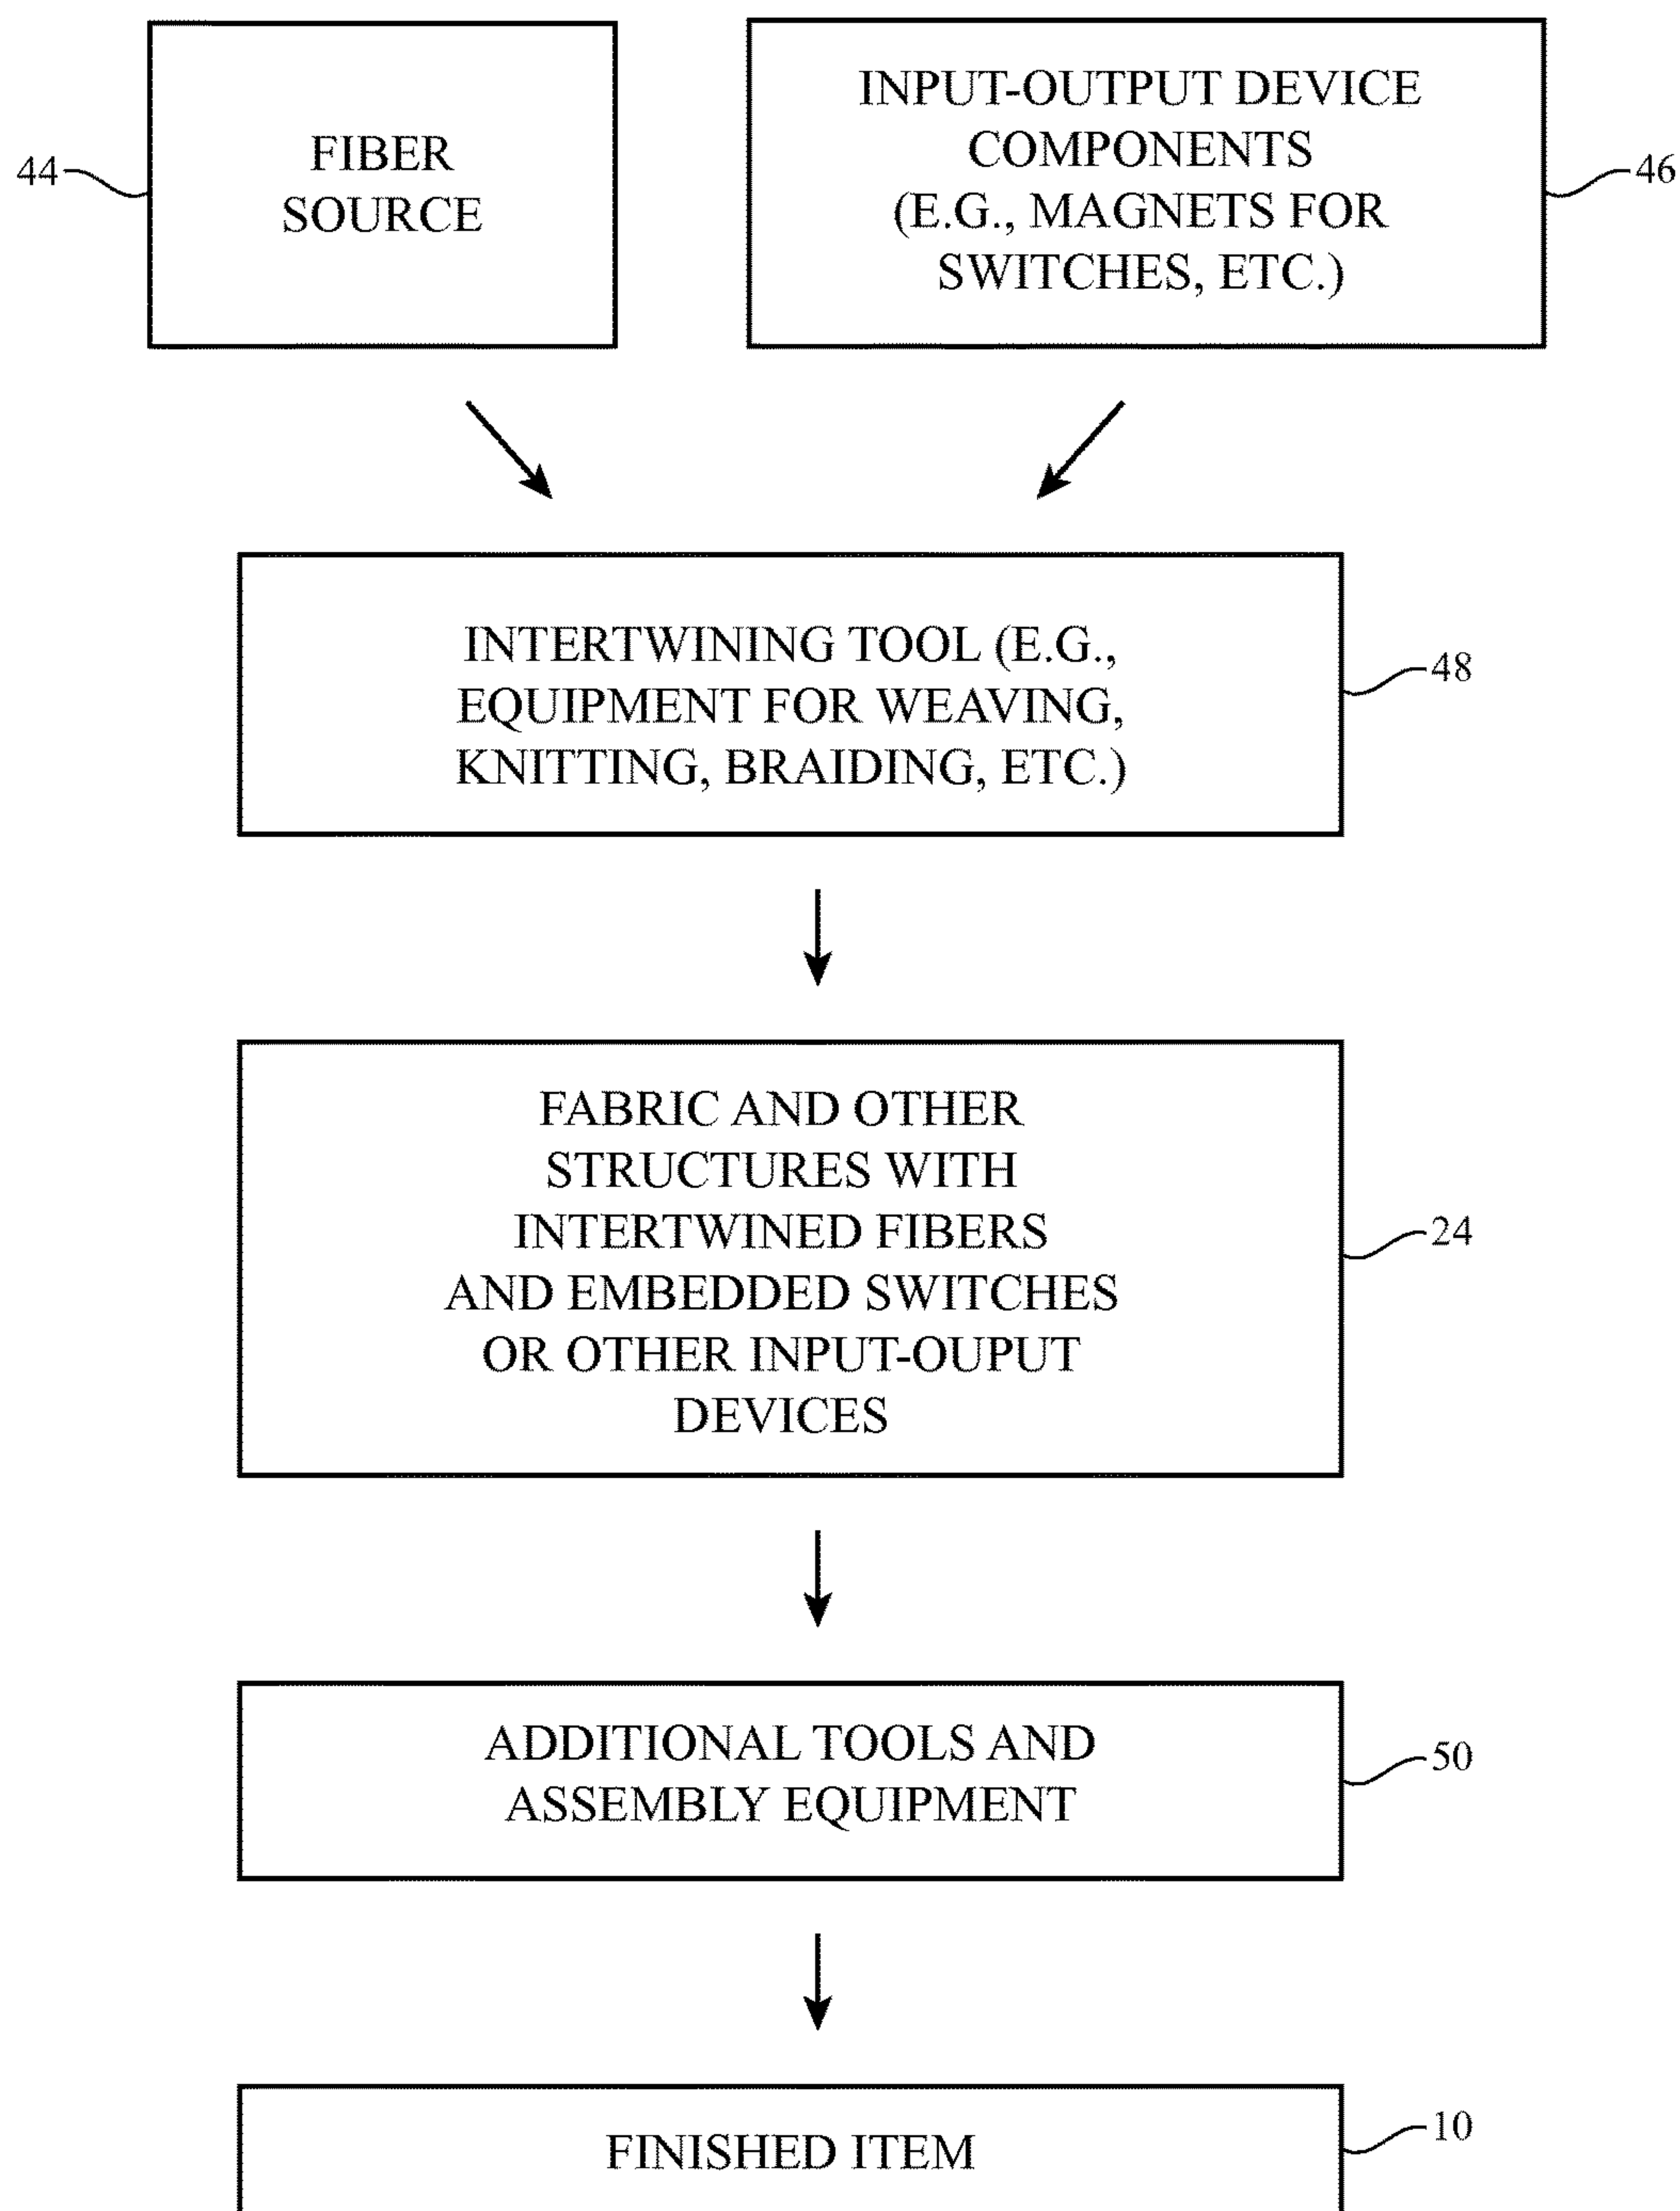 FIBER
SOURCE
44
INPUT-OUTPUT DEVICE
COMPONENTS
(E.G., MAGNETS FOR
SWITCHES, ETC.)
46
INTERTWINING TOOL (E.G.,
EQUIPMENT FOR WEAVING,
KNITTING, BRAIDING, ETC.)
48
FABRIC AND OTHER
STRUCTURES WITH
INTERTWINED FIBERS
AND EMBEDDED SWITCHES
OR OTHER INPUT-OUPUT
DEVICES
24
ADDITIONAL TOOLS AND
ASSEMBLY EQUIPMENT
50
FINISHED ITEM
10